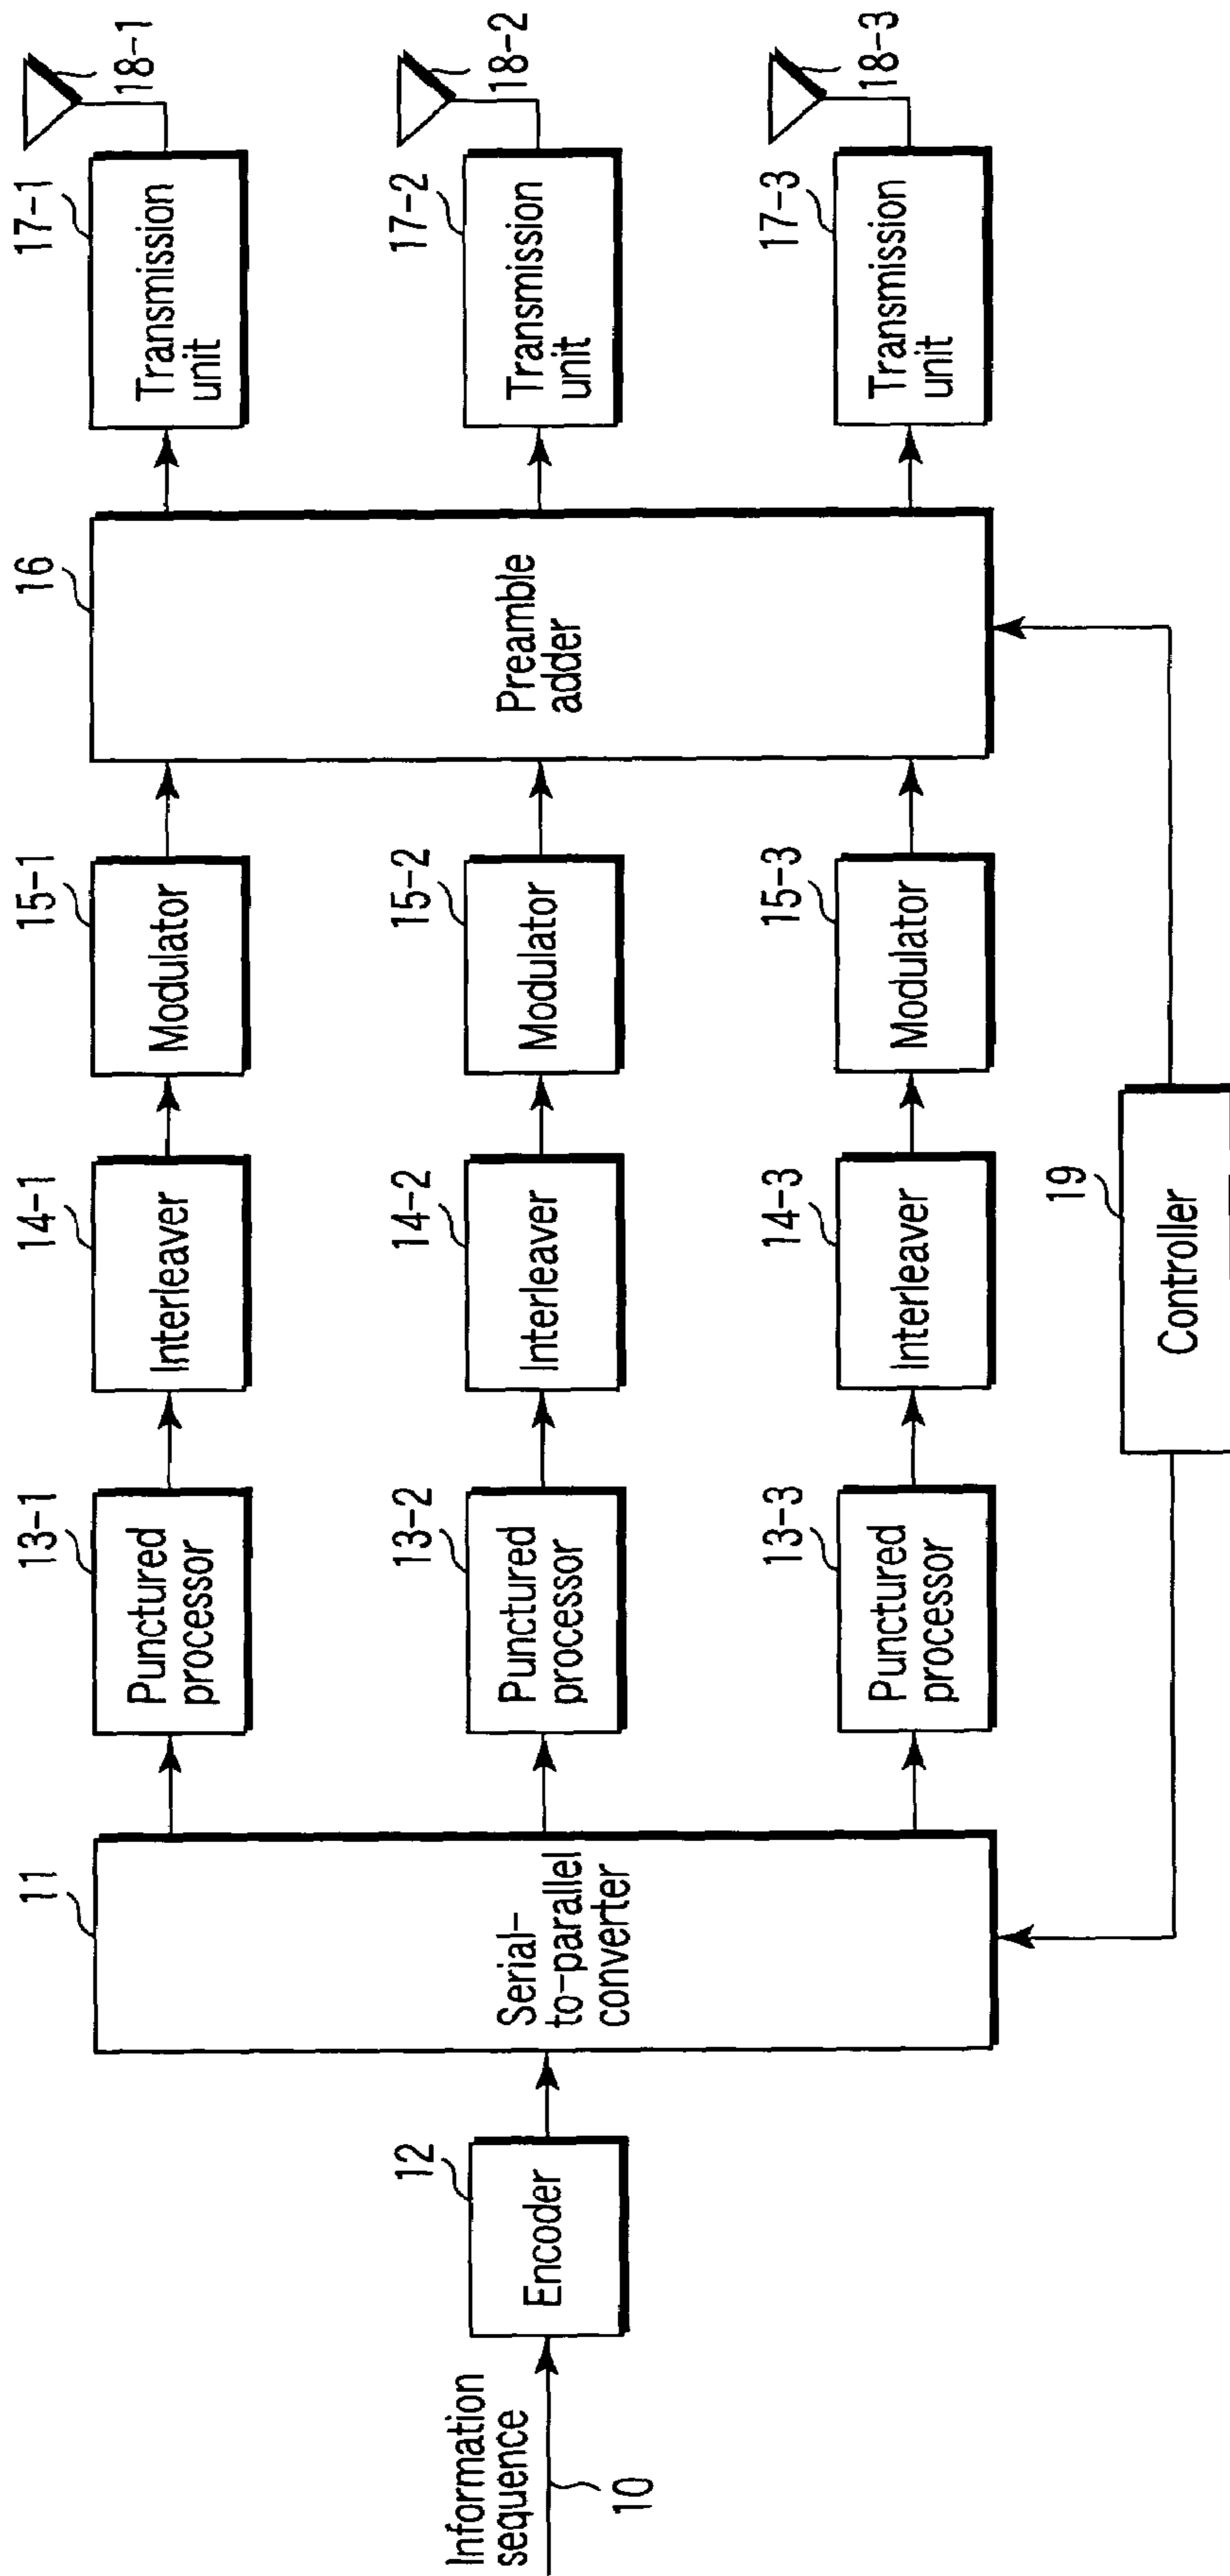 Information
sequence
10
12
Encoder
11
Serial-
to-parallel
converter
13-1
Punctured
processor
14-1
Interleaver
15-1
Modulator
13-2
Punctured
processor
14-2
Interleaver
15-2
Modulator
13-3
Punctured
processor
14-3
Interleaver
15-3
Modulator
16
Preamble
adder
17-1
Transmission
unit
18-1
17-2
Transmission
unit
18-2
17-3
Transmission
unit
18-3
19
Controller